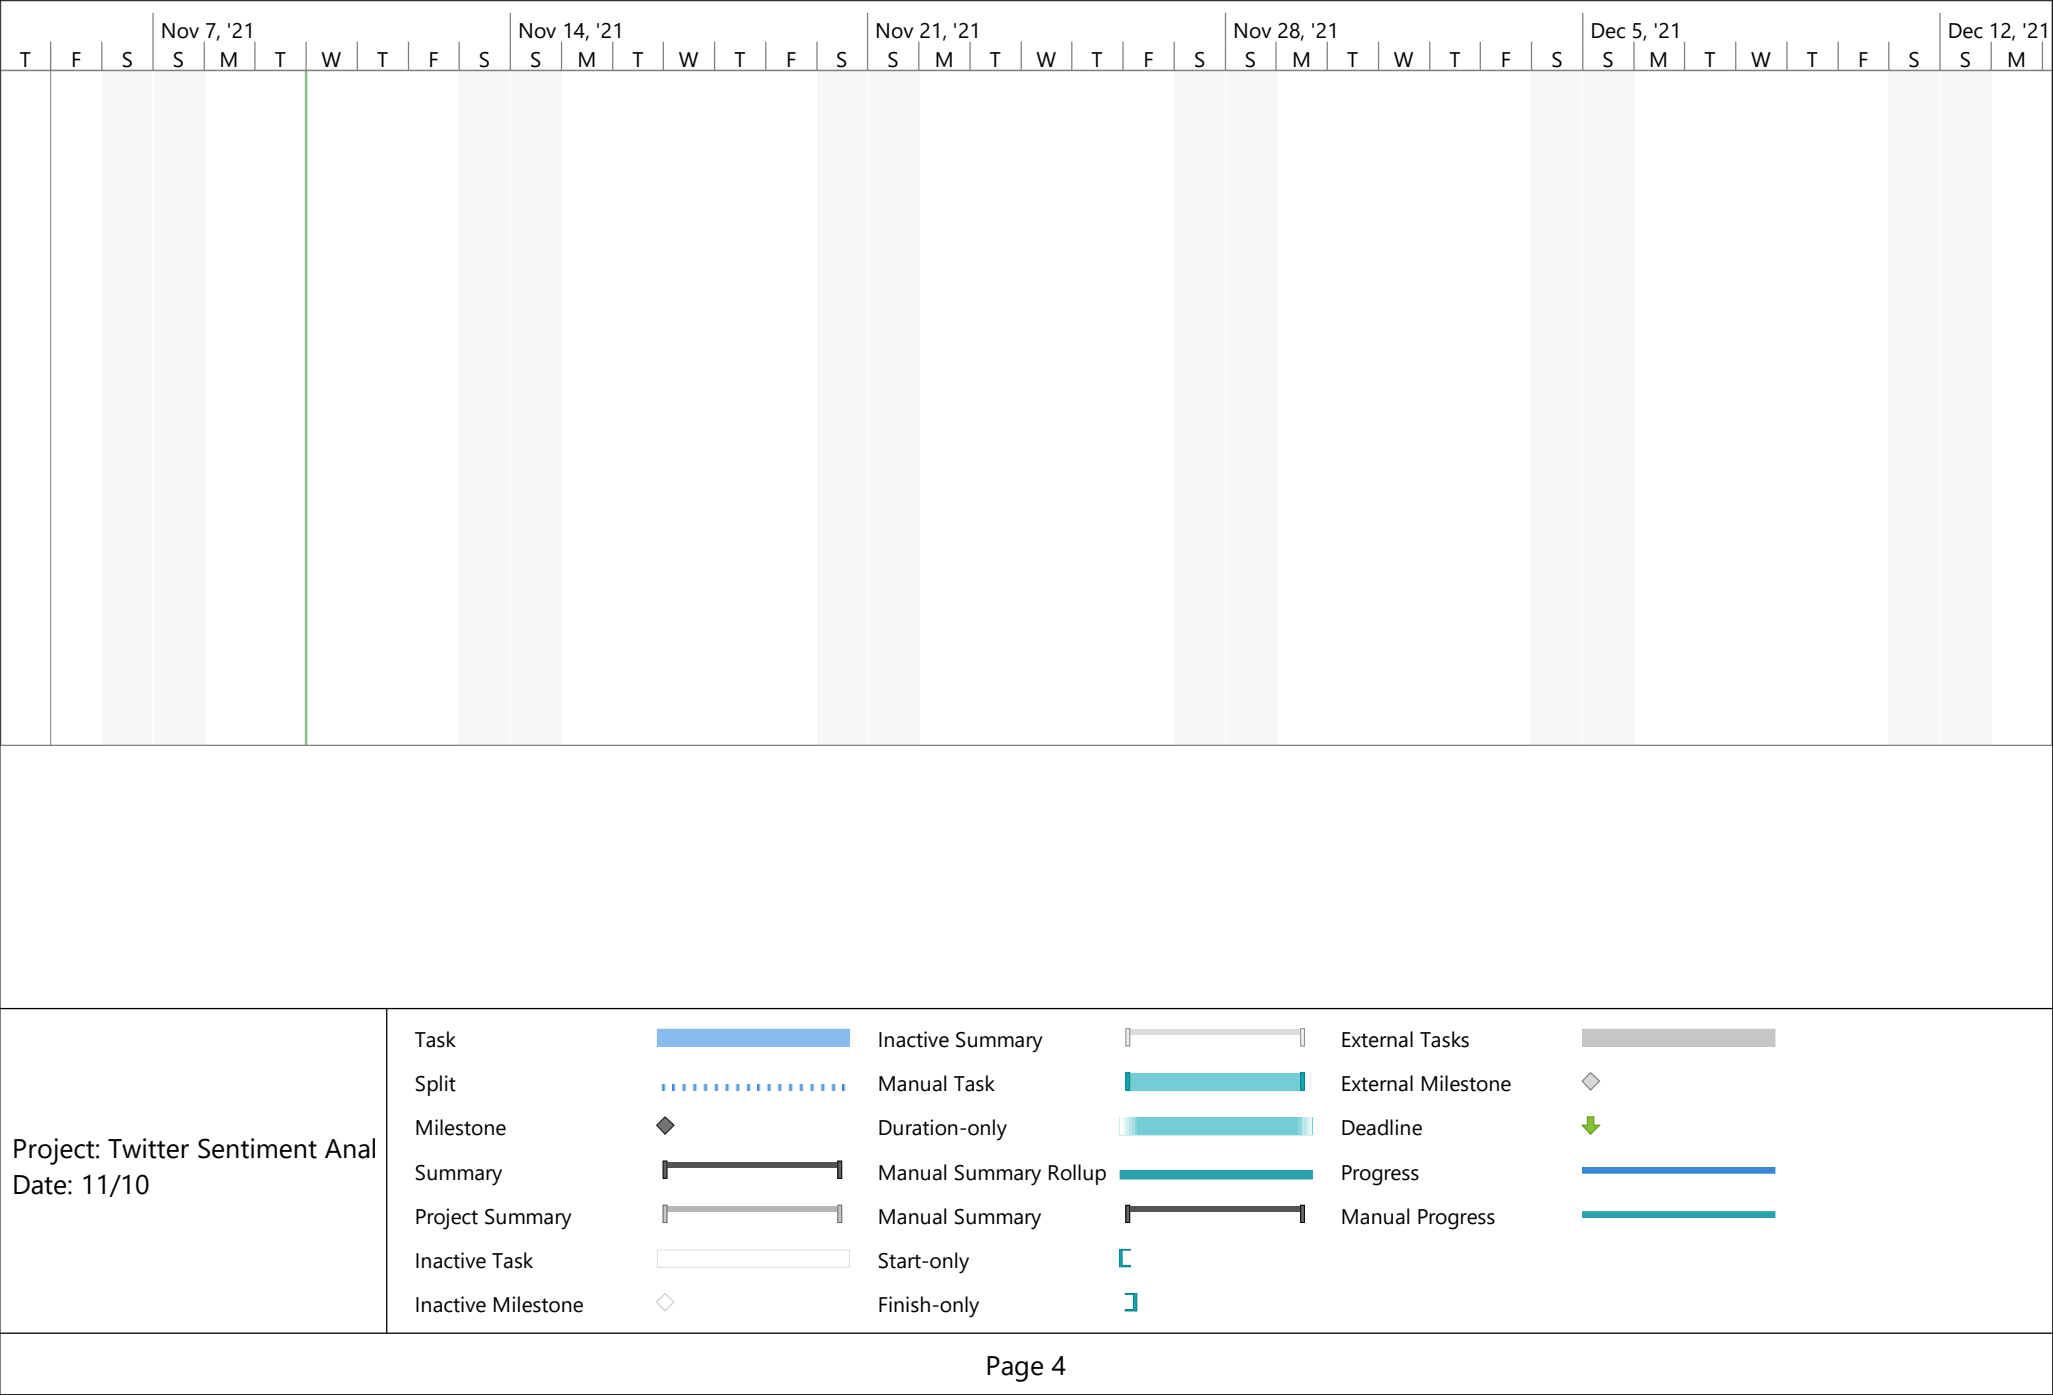 Nov 7, '21 Nov 14, '21 Nov 21, '21 Nov 28, '21 Dec 5, '21 Dec 12, '21
T F S S M T W T F S S M T W T F S S M T W T F S S M T W T F S S M T W T F S S M
Task Inactive Summary External Tasks
Split Manual Task External Milestone
Milestone Duration-only Deadline
Project: Twitter Sentiment Anal
Date: 11/10
Summary Manual Summary Rollup Progress
Project Summary Manual Summary Manual Progress
Inactive Task Start-only
Inactive Milestone Finish-only
Page 4